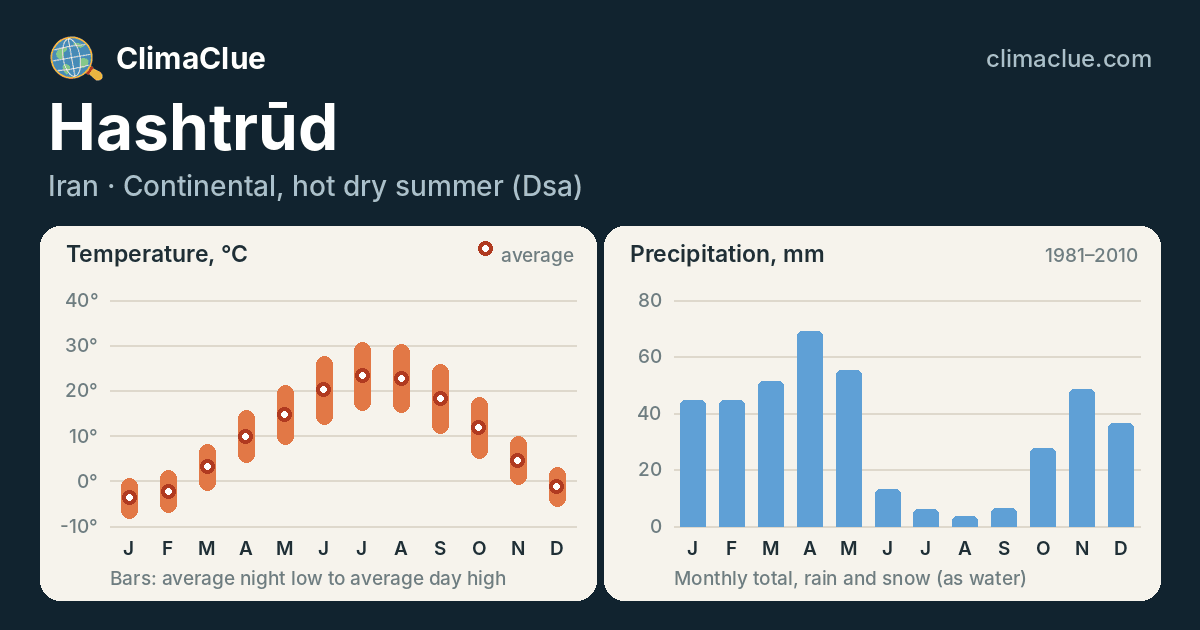 ClimaClue
climaclue.com
Hashtrūd
Iran · Continental, hot dry summer (Dsa)
Temperature, °C
average
40°
30°
20°
10°
0°
-10°
J F M A M J J A S O N D
Bars: average night low to average day high
Precipitation, mm
1981–2010
80
60
40
20
0
J F M A M J J A S O N D
Monthly total, rain and snow (as water)